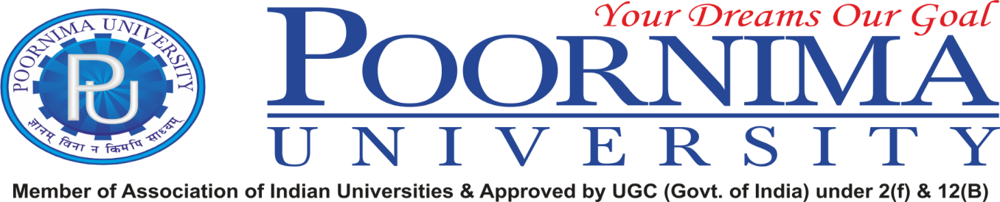 POORNIMA UNIVERSITY
PU
ज्ञानम् विना न किमपि साध्यम्
Your Dreams Our Goal
POORNIMA
UNIVERSITY
Member of Association of Indian Universities & Approved by UGC (Govt. of India) under 2(f) & 12(B)